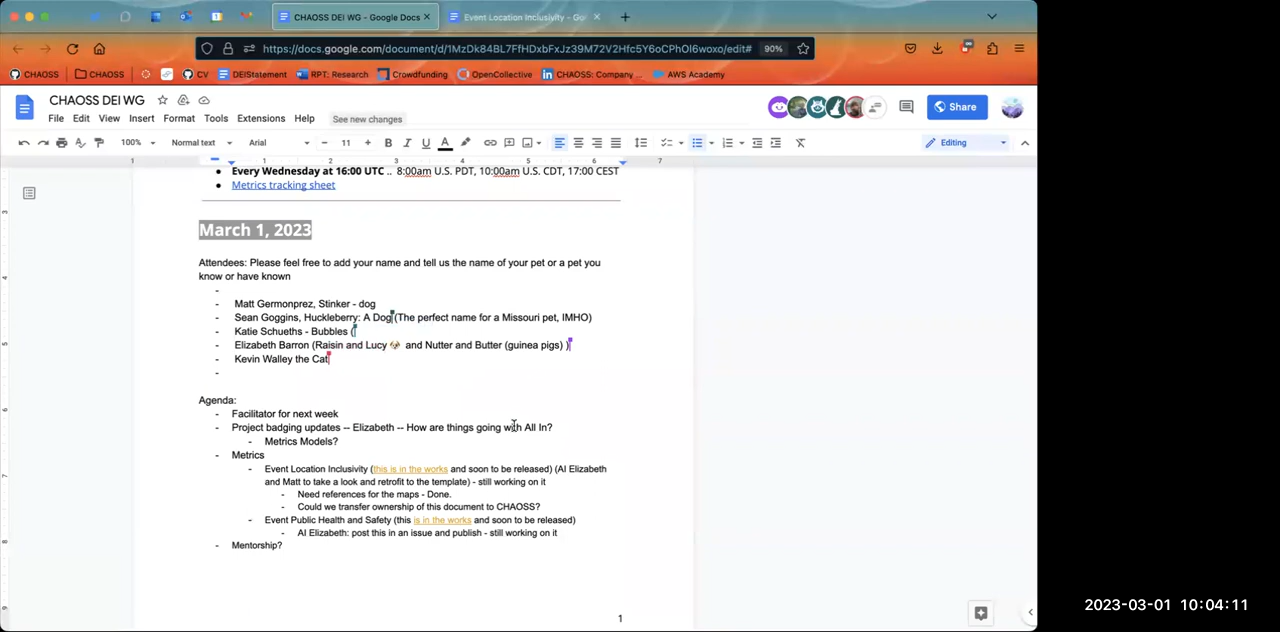 CHAOSS DEI WG - Google Docs
Event Location Inclusivity - Go
https://docs.google.com/document/d/1MzDk84BL7FfHDxbFxJz39M72V2Hfc5Y6oCPhOI6woxo/edit#
90%
CHAOSS
CHAOSS
CV
DEIStatement
RPT: Research
Crowdfunding
OpenCollective
CHAOSS: Company ...
AWS Academy
CHAOSS DEI WG
File Edit View Insert Format Tools Extensions Help
See new changes
Share
100%
Normal text
Arial
11
Editing
1 1 2 3 4 5 6 7
• Every Wednesday at 16:00 UTC .. 8:00am U.S. PDT, 10:00am U.S. CDT, 17:00 CEST
• Metrics tracking sheet
March 1, 2023
Attendees: Please feel free to add your name and tell us the name of your pet or a pet you
know or have known
-
- Matt Germonprez, Stinker - dog
- Sean Goggins, Huckleberry: A Dog (The perfect name for a Missouri pet, IMHO)
- Katie Schueths - Bubbles (
- Elizabeth Barron (Raisin and Lucy 🐶 and Nutter and Butter (guinea pigs) )
- Kevin Walley the Cat
-
Agenda:
- Facilitator for next week
- Project badging updates -- Elizabeth -- How are things going with All In?
- Metrics Models?
- Metrics
- Event Location Inclusivity (this is in the works and soon to be released) (AI Elizabeth
and Matt to take a look and retrofit to the template) - still working on it
- Need references for the maps - Done.
- Could we transfer ownership of this document to CHAOSS?
- Event Public Health and Safety (this is in the works and soon to be released)
- AI Elizabeth: post this in an issue and publish - still working on it
- Mentorship?
1
2023-03-01 10:04:11